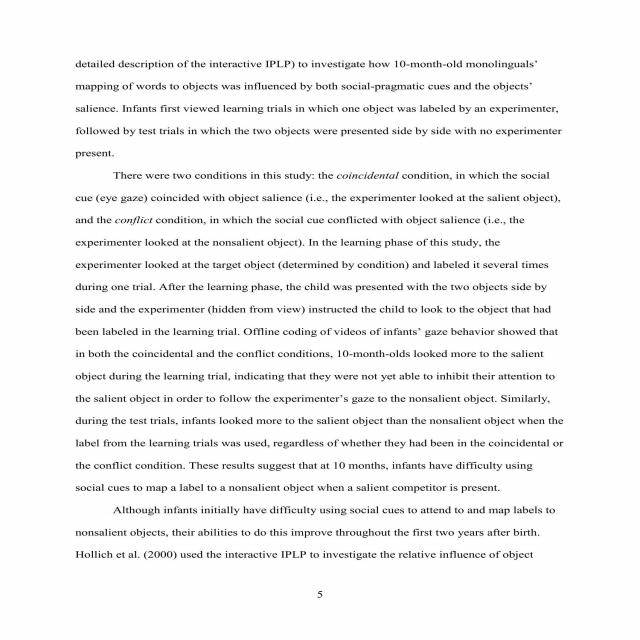 detailed description of the interactive IPLP) to investigate how 10-month-old monolinguals’
mapping of words to objects was influenced by both social-pragmatic cues and the objects’
salience. Infants first viewed learning trials in which one object was labeled by an experimenter,
followed by test trials in which the two objects were presented side by side with no experimenter
present.
There were two conditions in this study: the coincidental condition, in which the social
cue (eye gaze) coincided with object salience (i.e., the experimenter looked at the salient object),
and the conflict condition, in which the social cue conflicted with object salience (i.e., the
experimenter looked at the nonsalient object). In the learning phase of this study, the
experimenter looked at the target object (determined by condition) and labeled it several times
during one trial. After the learning phase, the child was presented with the two objects side by
side and the experimenter (hidden from view) instructed the child to look to the object that had
been labeled in the learning trial. Offline coding of videos of infants’ gaze behavior showed that
in both the coincidental and the conflict conditions, 10-month-olds looked more to the salient
object during the learning trial, indicating that they were not yet able to inhibit their attention to
the salient object in order to follow the experimenter’s gaze to the nonsalient object. Similarly,
during the test trials, infants looked more to the salient object than the nonsalient object when the
label from the learning trials was used, regardless of whether they had been in the coincidental or
the conflict condition. These results suggest that at 10 months, infants have difficulty using
social cues to map a label to a nonsalient object when a salient competitor is present.
Although infants initially have difficulty using social cues to attend to and map labels to
nonsalient objects, their abilities to do this improve throughout the first two years after birth.
Hollich et al. (2000) used the interactive IPLP to investigate the relative influence of object
5